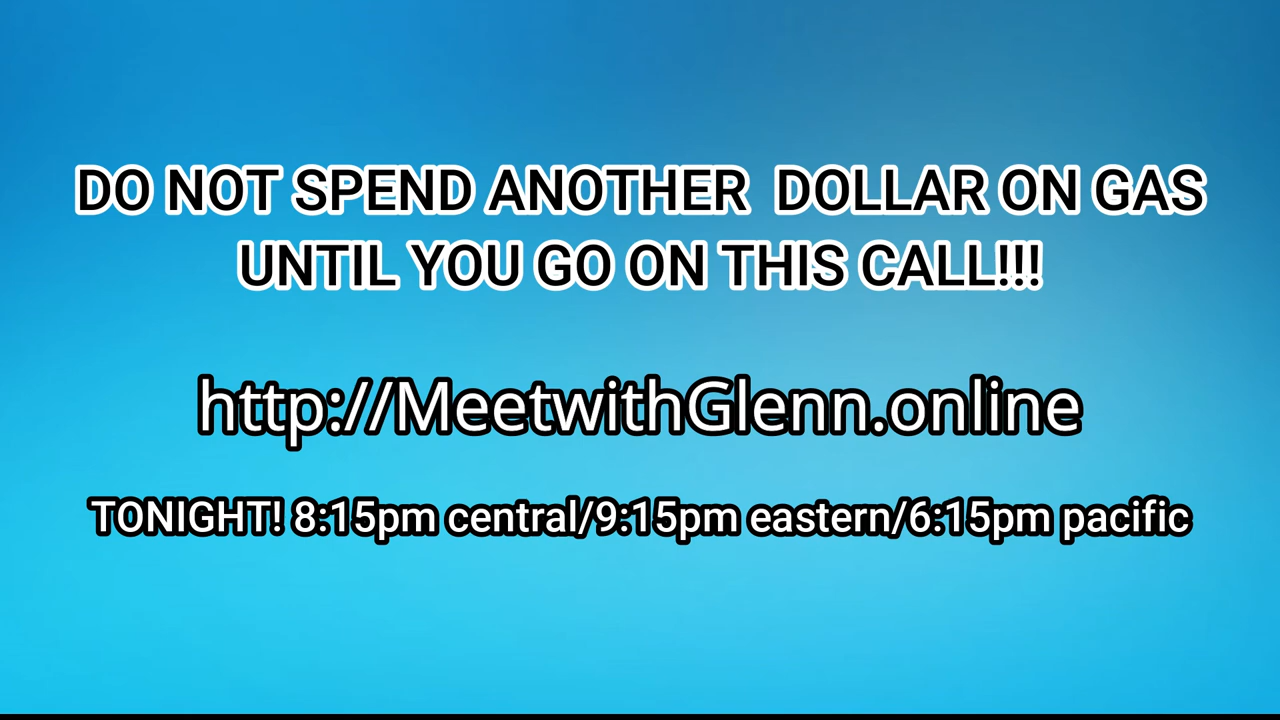 DO NOT SPEND ANOTHER  DOLLAR ON GAS
UNTIL YOU GO ON THIS CALL!!!
http://MeetwithGlenn.online
TONIGHT! 8:15pm central/9:15pm eastern/6:15pm pacific